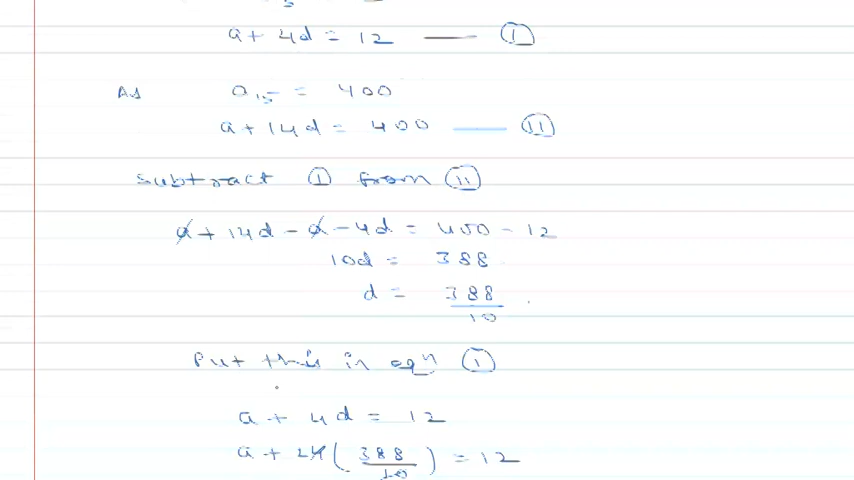 a + 4d = 12 —— (I)
As a15 = 400
a + 14d = 400 —— (II)
Subtract (I) from (II)
a + 14d - a - 4d = 400 - 12
10d = 388
d = 388/10
Put this in eqn (I)
a + 4d = 12
a + 4(388/10) = 12